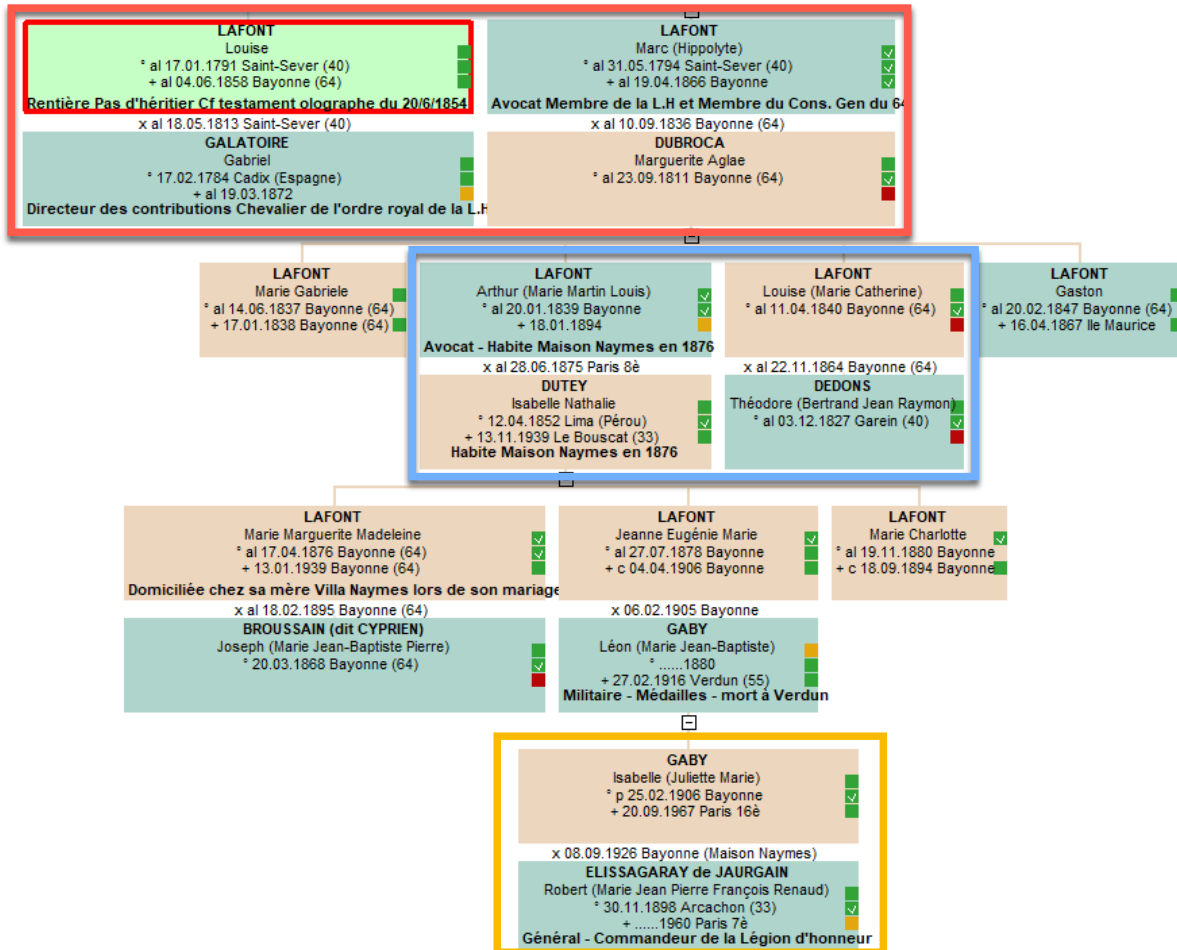 LAFONT
Louise
° al 17.01.1791 Saint-Sever (40)
+ al 04.06.1858 Bayonne (64)
Rentière Pas d'héritier Cf testament olographe du 20/6/1854
x al 18.05.1813 Saint-Sever (40)
GALATOIRE
Gabriel
° 17.02.1784 Cadix (Espagne)
+ al 19.03.1872
Directeur des contributions Chevalier de l'ordre royal de la L.H
LAFONT
Marc (Hippolyte)
° al 31.05.1794 Saint-Sever (40)
+ al 19.04.1866 Bayonne
Avocat Membre de la L.H et Membre du Cons. Gen du 64
x al 10.09.1836 Bayonne (64)
DUBROCA
Marguerite Aglae
° al 23.09.1811 Bayonne (64)
LAFONT
Marie Gabriele
° al 14.06.1837 Bayonne (64)
+ 17.01.1838 Bayonne (64)
LAFONT
Arthur (Marie Martin Louis)
° al 20.01.1839 Bayonne
+ 18.01.1894
Avocat - Habite Maison Naymes en 1876
x al 28.06.1875 Paris 8è
DUTEY
Isabelle Nathalie
° 12.04.1852 Lima (Pérou)
+ 13.11.1939 Le Bouscat (33)
Habite Maison Naymes en 1876
LAFONT
Louise (Marie Catherine)
° al 11.04.1840 Bayonne (64)
x al 22.11.1864 Bayonne (64)
DEDONS
Théodore (Bertrand Jean Raymon)
° al 03.12.1827 Garein (40)
LAFONT
Gaston
° al 20.02.1847 Bayonne (64)
+ 16.04.1867 Ile Maurice
LAFONT
Marie Marguerite Madeleine
° al 17.04.1876 Bayonne (64)
+ 13.01.1939 Bayonne (64)
Domiciliée chez sa mère Villa Naymes lors de son mariage
x al 18.02.1895 Bayonne (64)
BROUSSAIN (dit CYPRIEN)
Joseph (Marie Jean-Baptiste Pierre)
° 20.03.1868 Bayonne (64)
LAFONT
Jeanne Eugénie Marie
° al 27.07.1878 Bayonne
+ c 04.04.1906 Bayonne
x 06.02.1905 Bayonne
GABY
Léon (Marie Jean-Baptiste)
° ......1880
+ 27.02.1916 Verdun (55)
Militaire - Médailles - mort à Verdun
LAFONT
Marie Charlotte
° al 19.11.1880 Bayonne
+ c 18.09.1894 Bayonne
GABY
Isabelle (Juliette Marie)
° p 25.02.1906 Bayonne
+ 20.09.1967 Paris 16è
x 08.09.1926 Bayonne (Maison Naymes)
ELISSAGARAY de JAURGAIN
Robert (Marie Jean Pierre François Renaud)
° 30.11.1898 Arcachon (33)
+ ......1960 Paris 7è
Général - Commandeur de la Légion d'honneur